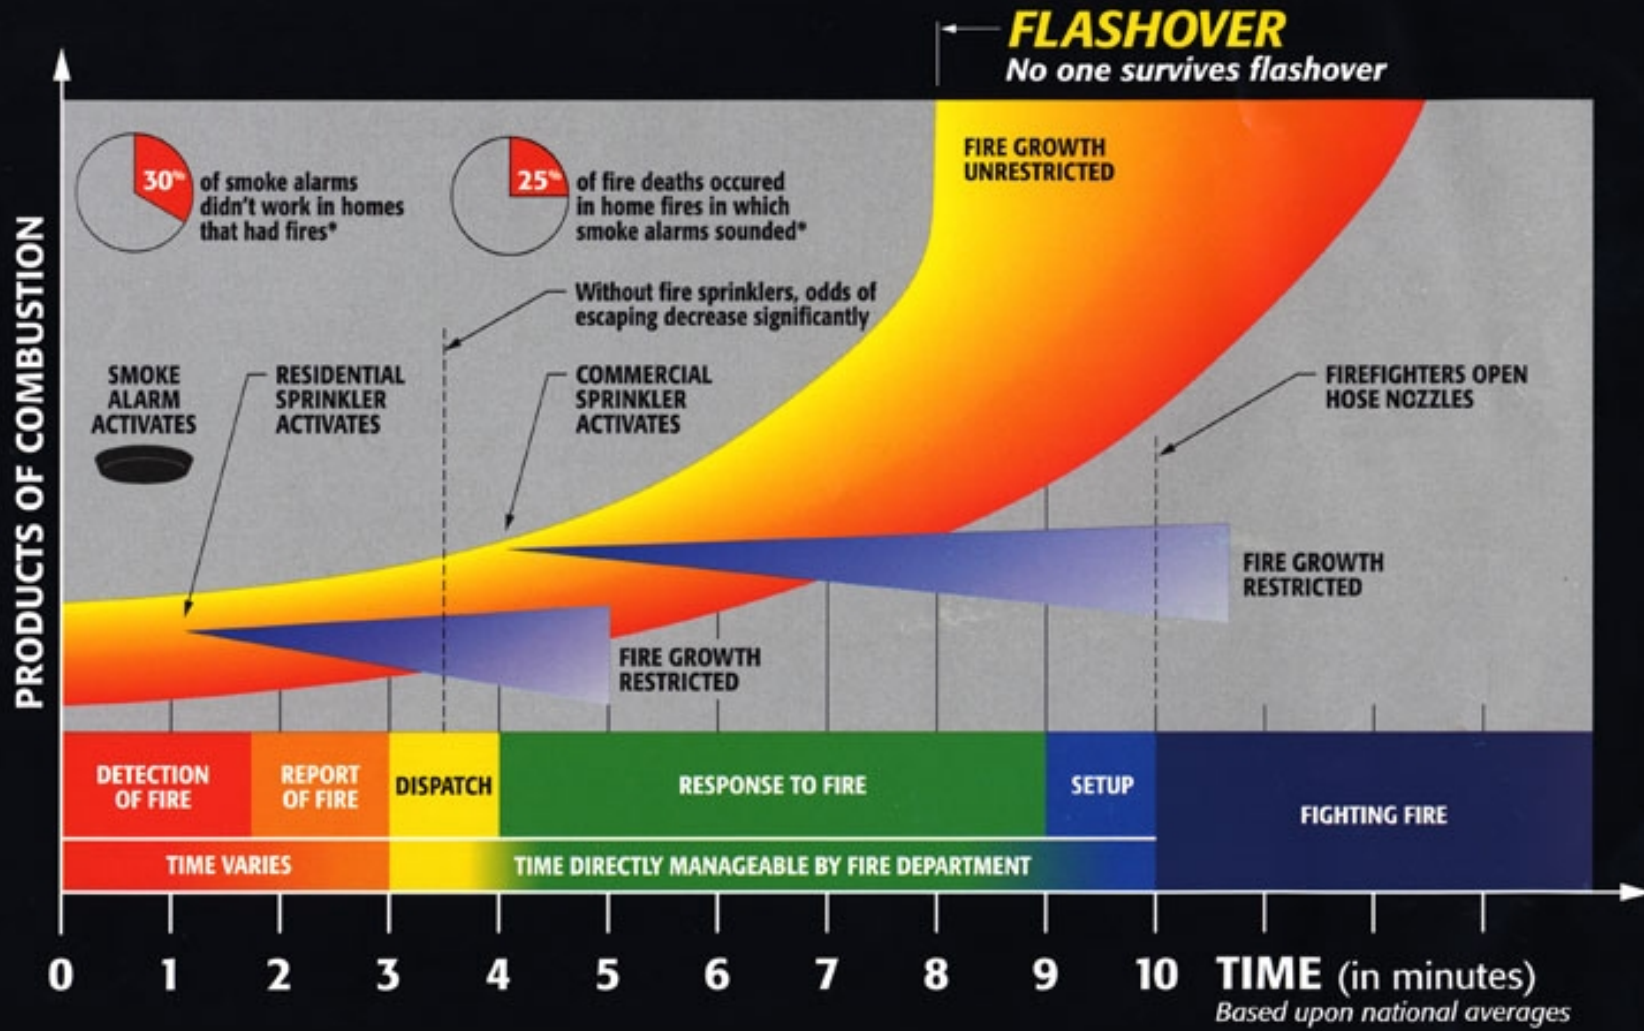 FLASHOVER
No one survives flashover
30%
of smoke alarms
didn't work in homes
that had fires*
25%
of fire deaths occured
in home fires in which
smoke alarms sounded*
FIRE GROWTH
UNRESTRICTED
Without fire sprinklers, odds of
escaping decrease significantly
SMOKE
ALARM
ACTIVATES
RESIDENTIAL
SPRINKLER
ACTIVATES
COMMERCIAL
SPRINKLER
ACTIVATES
FIREFIGHTERS OPEN
HOSE NOZZLES
FIRE GROWTH
RESTRICTED
FIRE GROWTH
RESTRICTED
PRODUCTS OF COMBUSTION
DETECTION
OF FIRE
REPORT
OF FIRE
DISPATCH
RESPONSE TO FIRE
SETUP
FIGHTING FIRE
TIME VARIES
TIME DIRECTLY MANAGEABLE BY FIRE DEPARTMENT
0 1 2 3 4 5 6 7 8 9 10 TIME (in minutes)
Based upon national averages